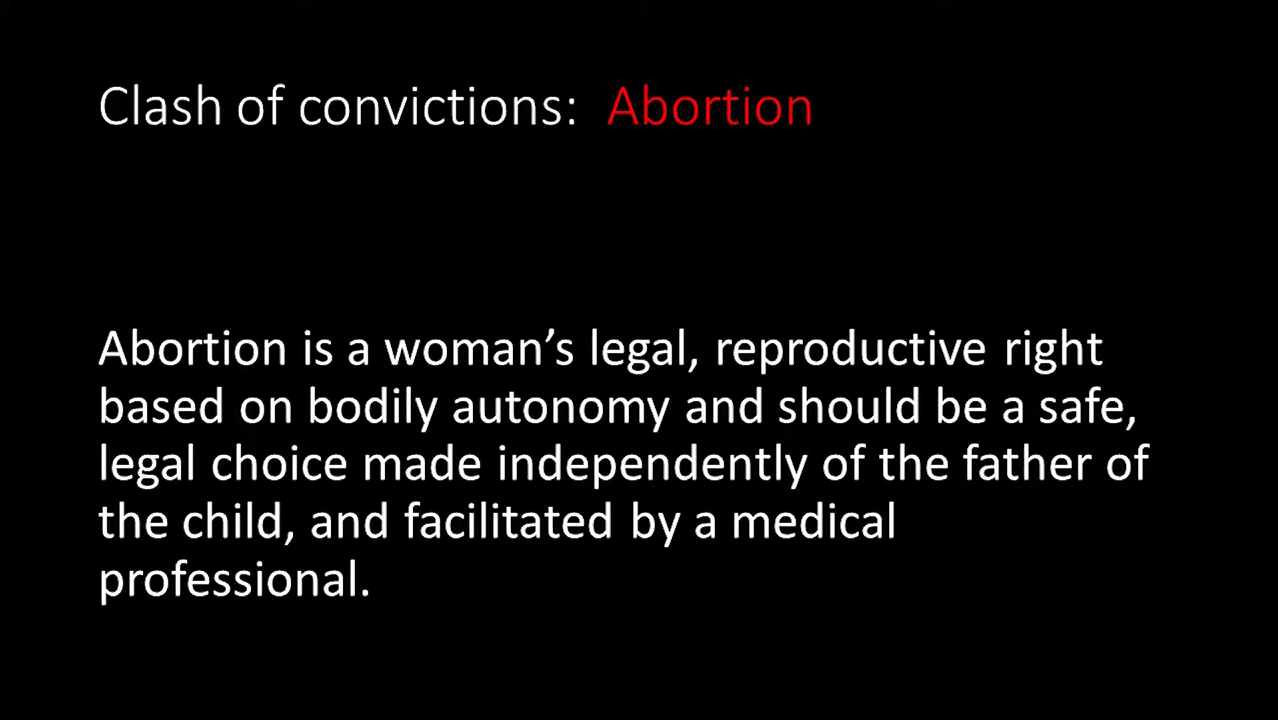 Clash of convictions: Abortion
Abortion is a woman’s legal, reproductive right
based on bodily autonomy and should be a safe,
legal choice made independently of the father of
the child, and facilitated by a medical
professional.